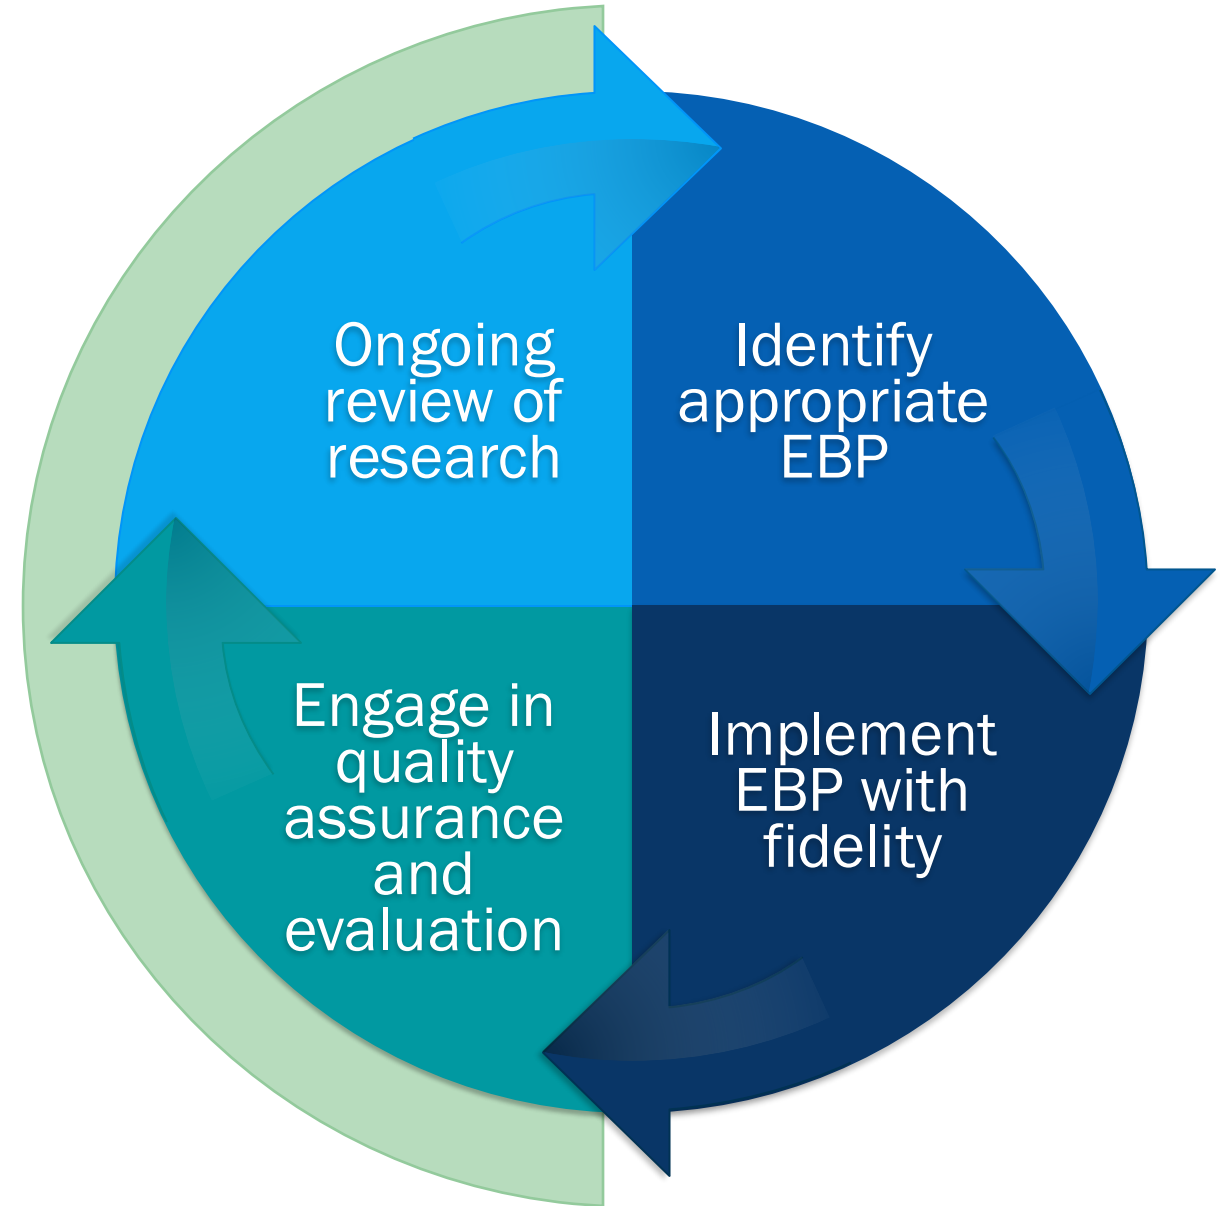 Ongoing
review of
research
Identify
appropriate
EBP
Implement
EBP with
fidelity
Engage in
quality
assurance
and
evaluation